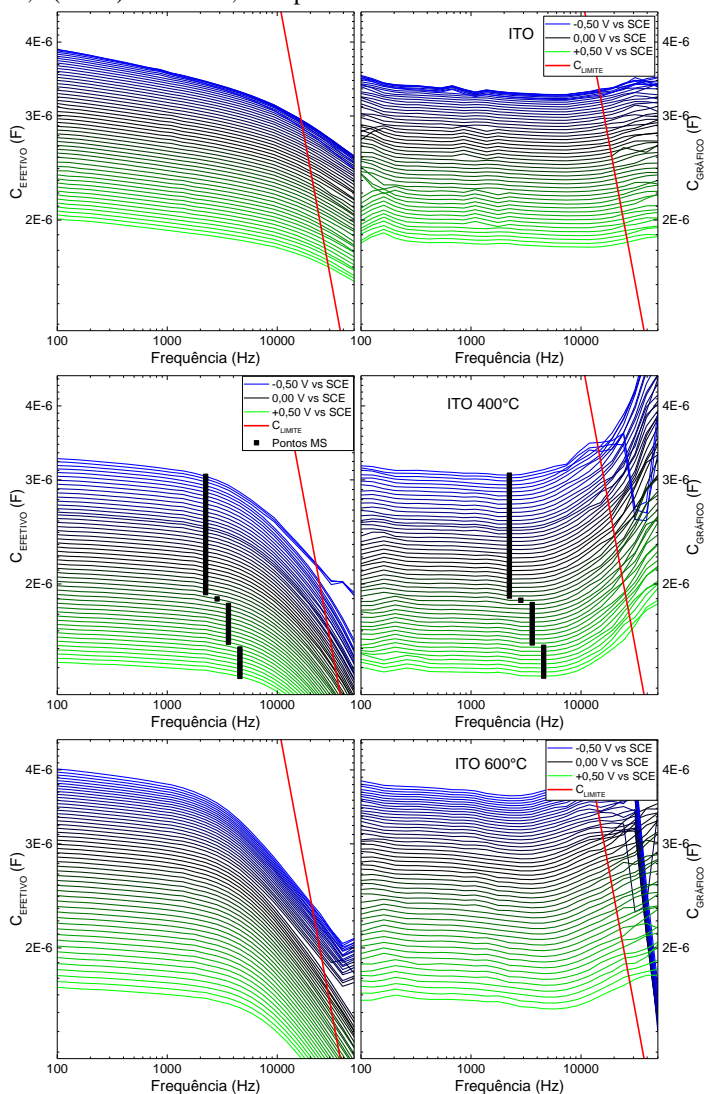 ITO
-0,50 V vs SCE
0,00 V vs SCE
+0,50 V vs SCE
C_LIMITE
4E-6
3E-6
2E-6
C_EFETIVO (F)
4E-6
3E-6
2E-6
C_GRÁFICO (F)
100 1000 10000
100 1000 10000
Frequência (Hz)
Frequência (Hz)
-0,50 V vs SCE
0,00 V vs SCE
+0,50 V vs SCE
C_LIMITE
Pontos MS
ITO 400°C
4E-6
3E-6
2E-6
C_EFETIVO (F)
4E-6
3E-6
2E-6
C_GRÁFICO (F)
100 1000 10000
100 1000 10000
Frequência (Hz)
Frequência (Hz)
ITO 600°C
-0,50 V vs SCE
0,00 V vs SCE
+0,50 V vs SCE
C_LIMITE
4E-6
3E-6
2E-6
C_EFETIVO (F)
4E-6
3E-6
2E-6
C_GRÁFICO (F)
100 1000 10000
100 1000 10000
Frequência (Hz)
Frequência (Hz)